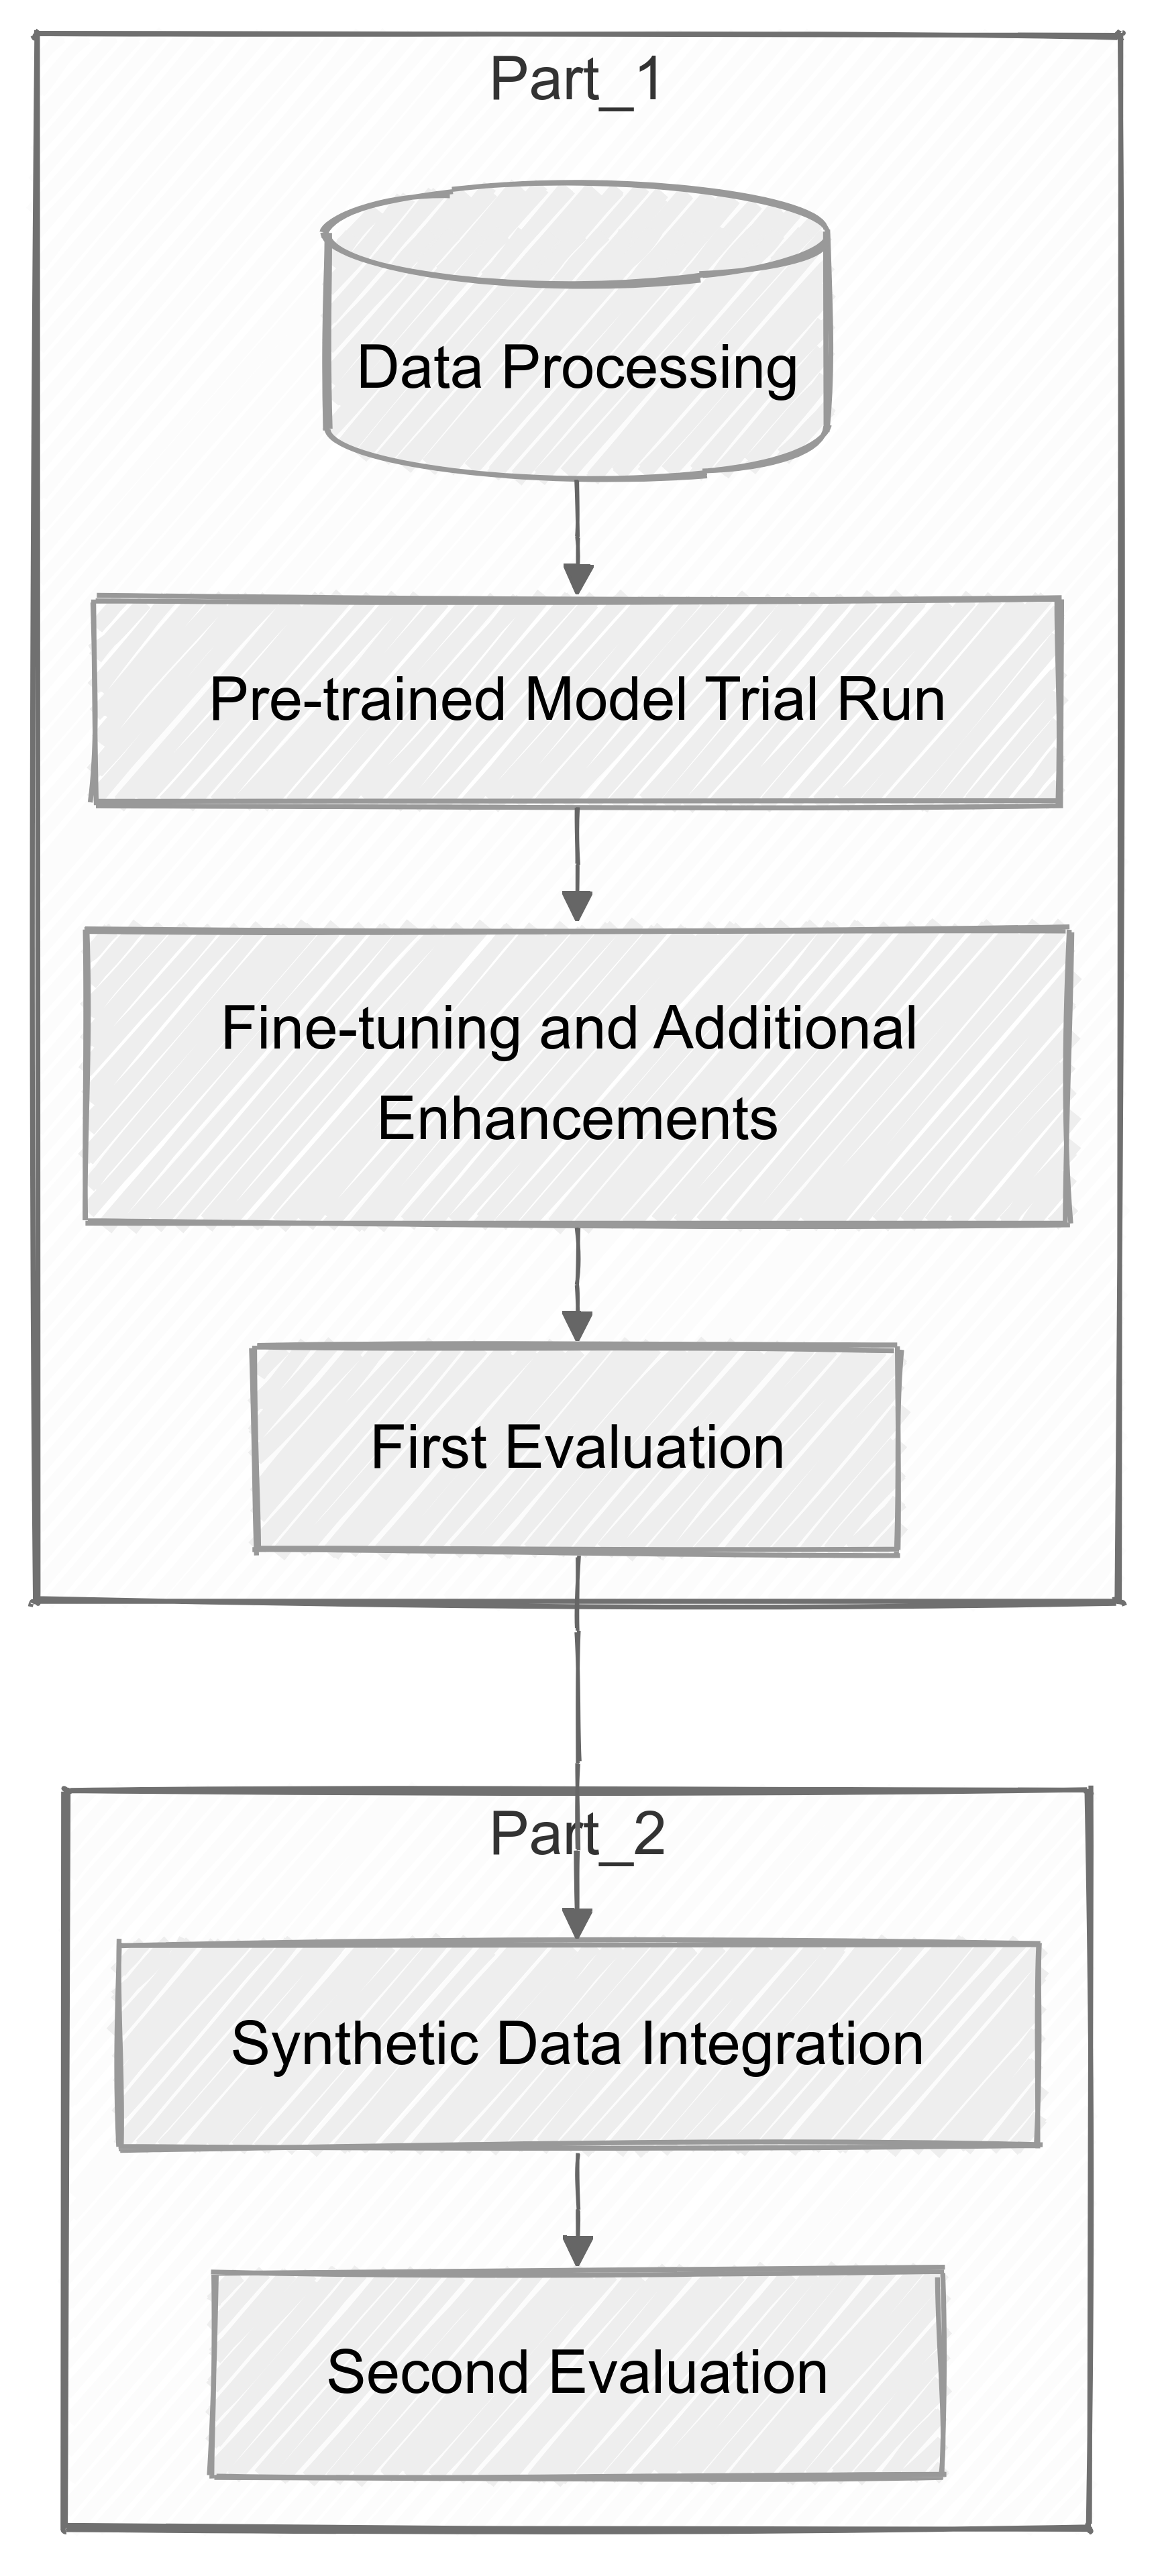 Part_1
Data Processing
Pre-trained Model Trial Run
Fine-tuning and Additional
Enhancements
First Evaluation
Part_2
Synthetic Data Integration
Second Evaluation